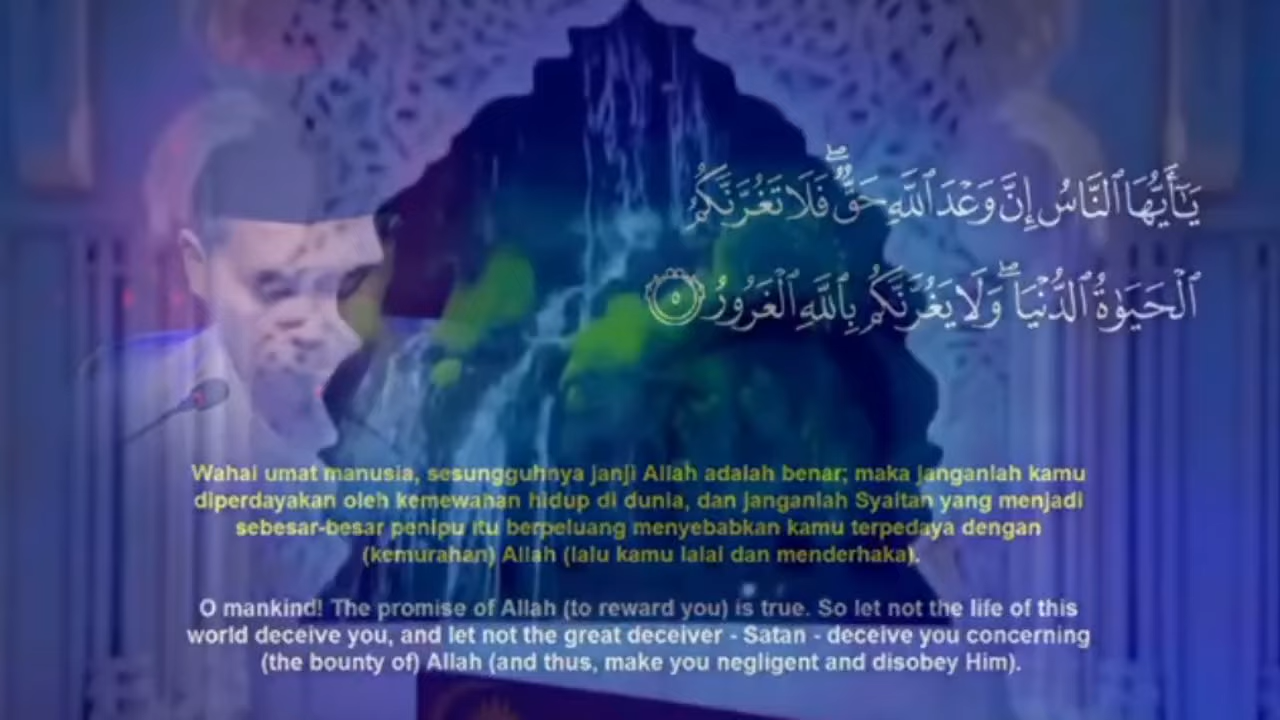 يَـٰٓأَيُّهَا ٱلنَّاسُ إِنَّ وَعْدَ ٱللَّهِ حَقٌّ ۖ فَلَا تَغُرَّنَّكُمُ
ٱلْحَيَوٰةُ ٱلدُّنْيَا ۖ وَلَا يَغُرَّنَّكُم بِٱللَّهِ ٱلْغَرُورُ ٥
Wahai umat manusia, sesungguhnya janji Allah adalah benar; maka janganlah kamu
diperdayakan oleh kemewahan hidup di dunia, dan janganlah Syaitan yang menjadi
sebesar-besar penipu itu berpeluang menyebabkan kamu terpedaya dengan
(kemurahan) Allah (lalu kamu lalai dan menderhaka).
O mankind! The promise of Allah (to reward you) is true. So let not the life of this
world deceive you, and let not the great deceiver - Satan - deceive you concerning
(the bounty of) Allah (and thus, make you negligent and disobey Him).